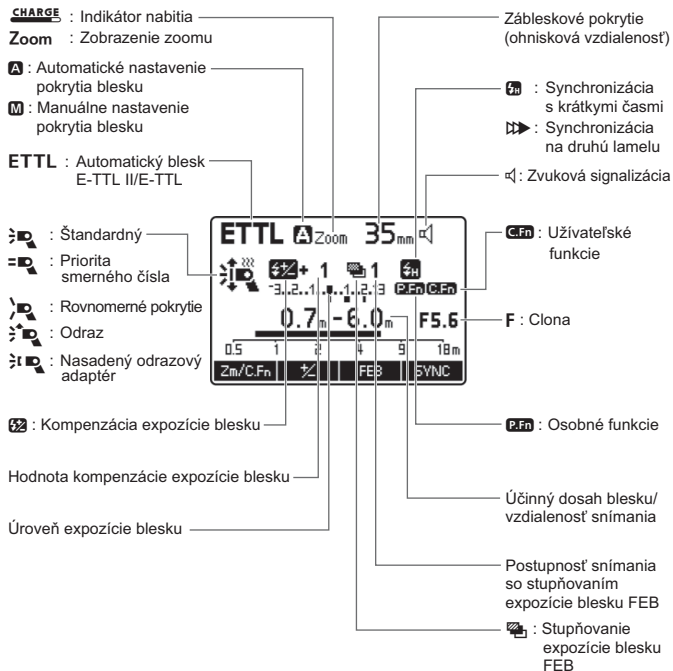 CHARGE : Indikátor nabitia
Zoom : Zobrazenie zoomu
A : Automatické nastavenie
pokrytia blesku
M : Manuálne nastavenie
pokrytia blesku
ETTL : Automatický blesk
E-TTL II/E-TTL
: Štandardný
: Priorita
smerného čísla
: Rovnomerné pokrytie
: Odraz
: Nasadený odrazový
adaptér
: Kompenzácia expozície blesku
Hodnota kompenzácie expozície blesku
Úroveň expozície blesku
ETTL A Zoom 35mm
+ 1 1 H
-3..2..1..■..1..2.+3 P.Fn C.Fn
0.7m-6.0m F5.6
0.5 1 2 4 9 18m
Zm/C.Fn +/- FEB SYNC
Zábleskové pokrytie
(ohnisková vzdialenosť)
H : Synchronizácia
s krátkymi časmi
: Synchronizácia
na druhú lamelu
: Zvuková signalizácia
C.Fn : Užívateľské
funkcie
F : Clona
P.Fn : Osobné funkcie
Účinný dosah blesku/
vzdialenosť snímania
Postupnosť snímania
so stupňovaním
expozície blesku FEB
: Stupňovanie
expozície blesku
FEB